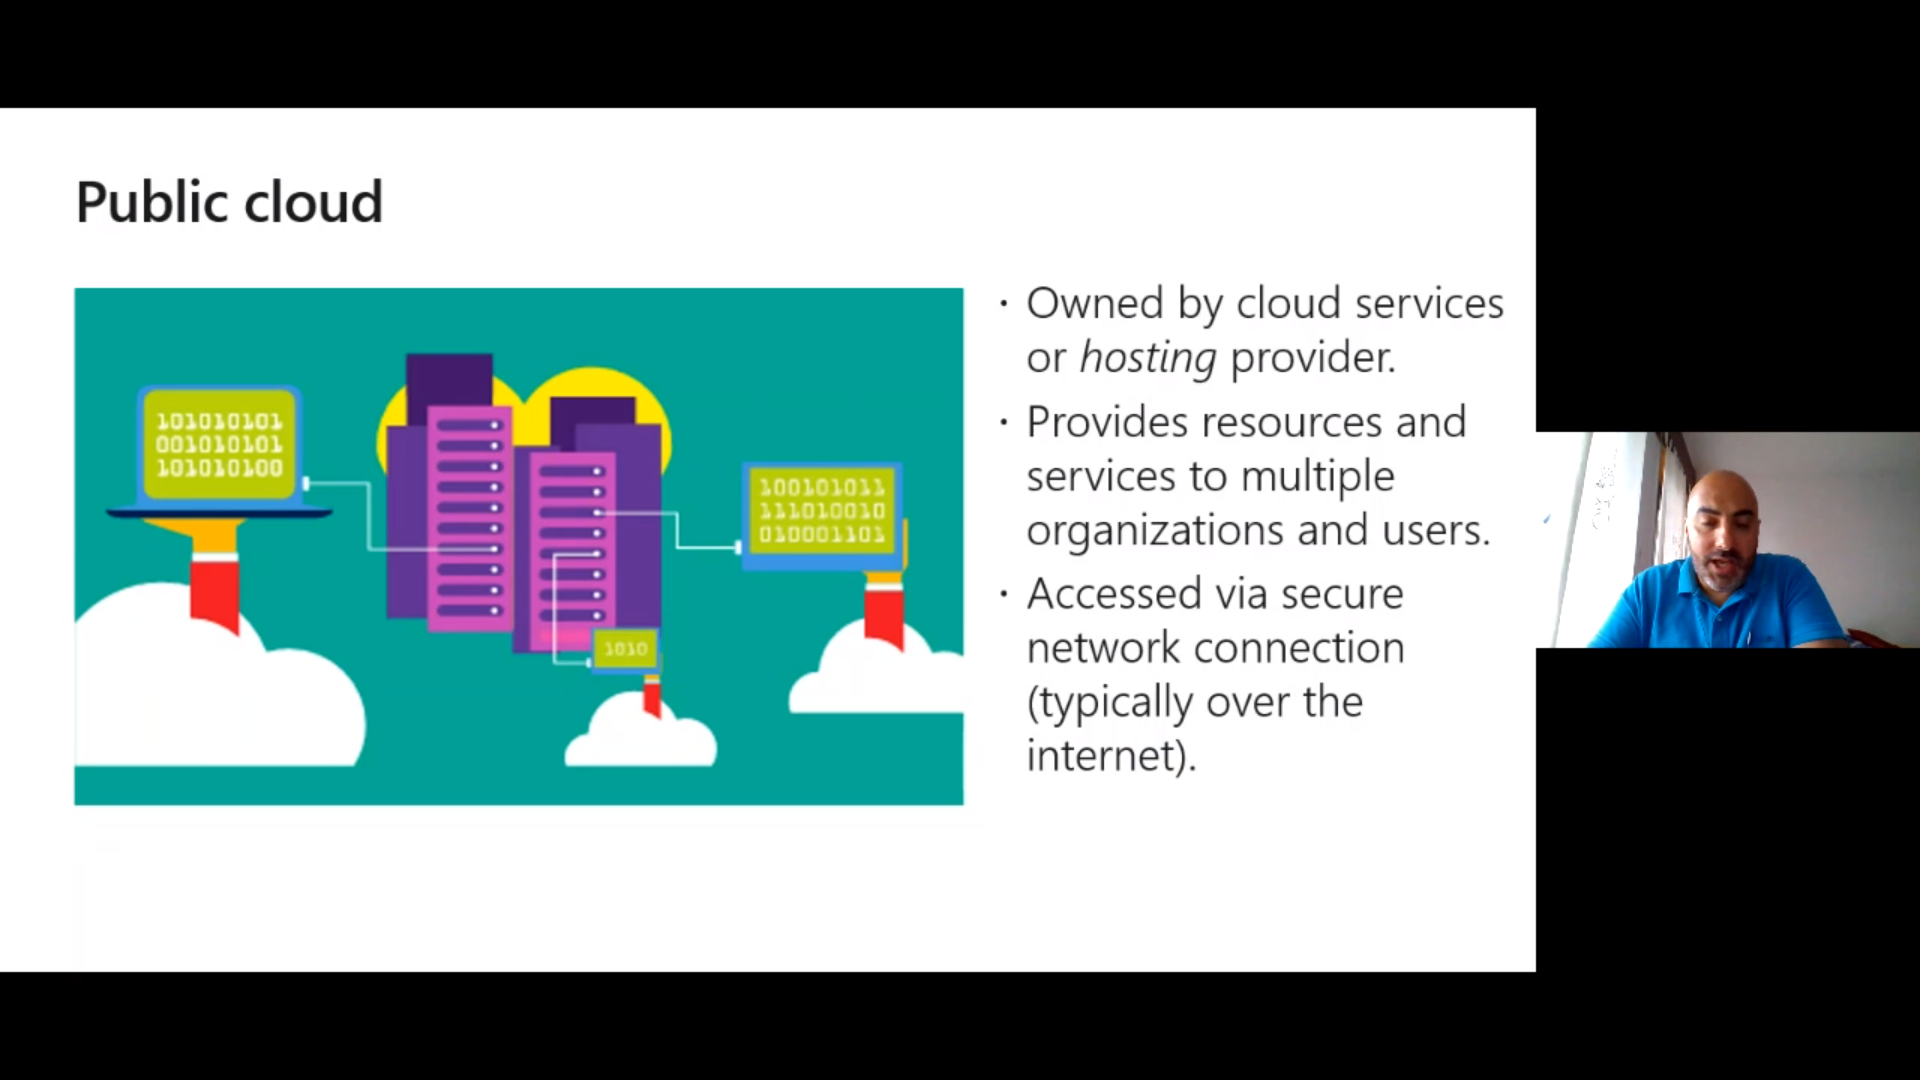 Public cloud
101010101
001010101
101010100
100101011
111010010
010001101
1010
· Owned by cloud services
or hosting provider.
· Provides resources and
services to multiple
organizations and users.
· Accessed via secure
network connection
(typically over the
internet).